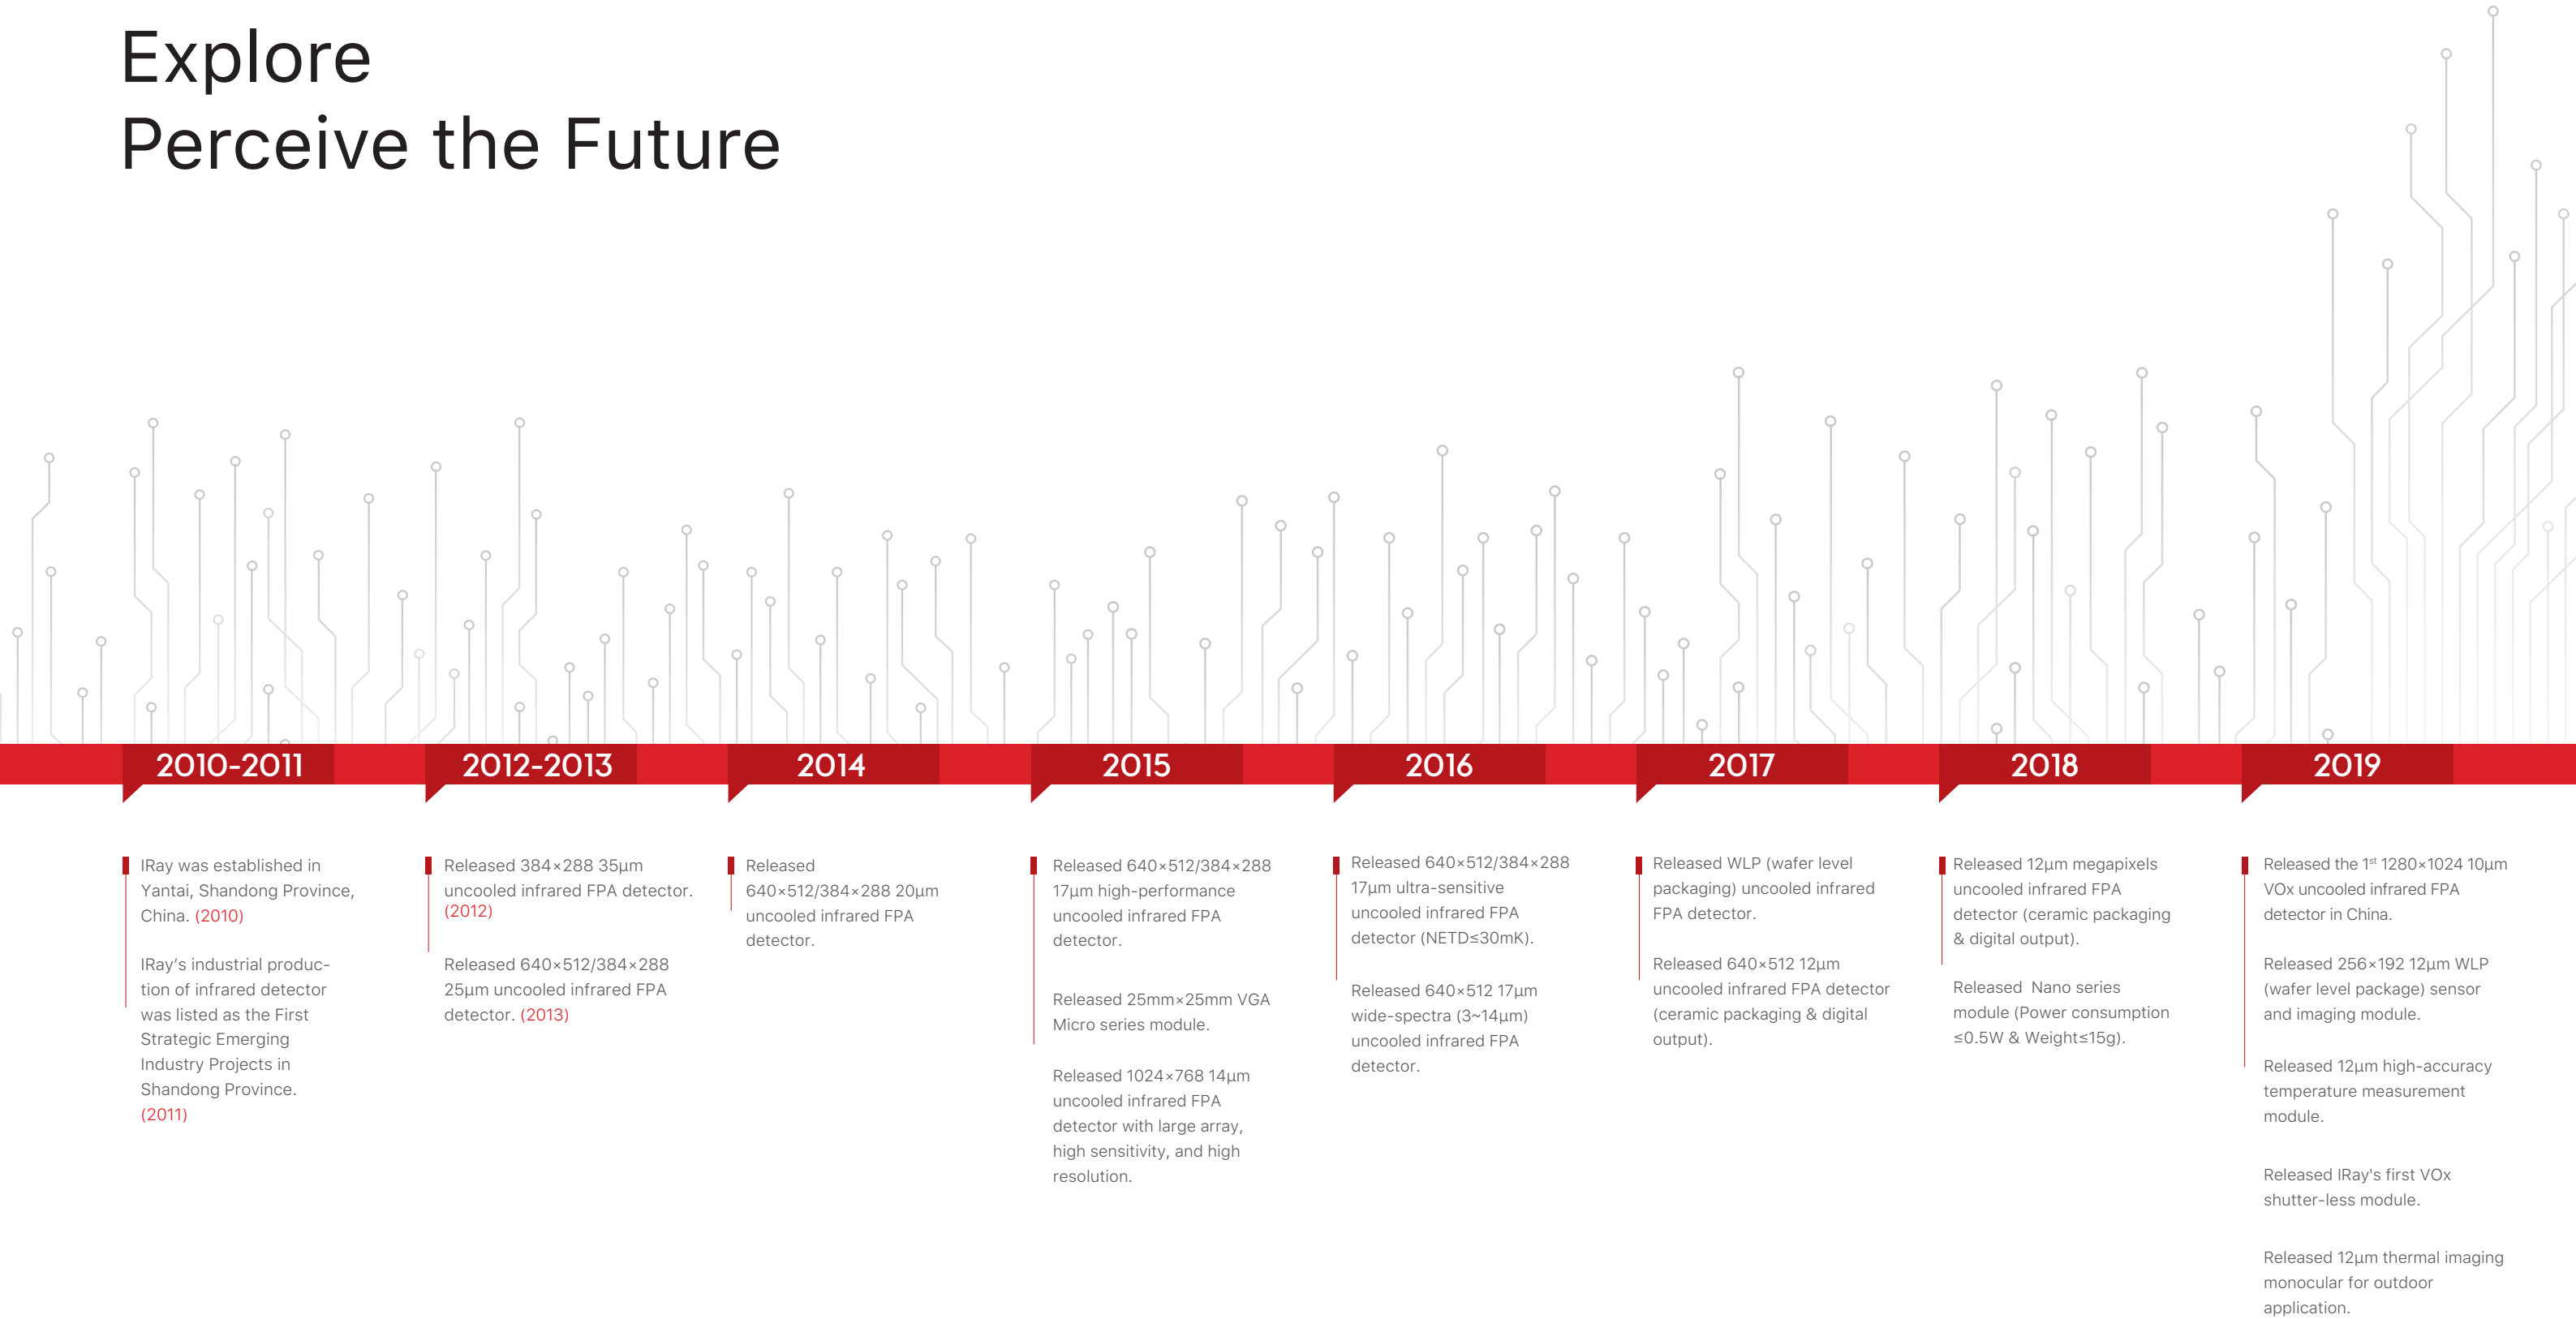 Explore
Perceive the Future
2010-2011
2012-2013
2014
2015
2016
2017
2018
2019
IRay was established in
Yantai, Shandong Province,
China. (2010)
IRay’s industrial produc-
tion of infrared detector
was listed as the First
Strategic Emerging
Industry Projects in
Shandong Province.
(2011)
Released 384×288 35μm
uncooled infrared FPA detector.
(2012)
Released 640×512/384×288
25μm uncooled infrared FPA
detector. (2013)
Released
640×512/384×288 20μm
uncooled infrared FPA
detector.
Released 640×512/384×288
17μm high-performance
uncooled infrared FPA
detector.
Released 25mm×25mm VGA
Micro series module.
Released 1024×768 14μm
uncooled infrared FPA
detector with large array,
high sensitivity, and high
resolution.
Released 640×512/384×288
17μm ultra-sensitive
uncooled infrared FPA
detector (NETD≤30mK).
Released 640×512 17μm
wide-spectra (3~14μm)
uncooled infrared FPA
detector.
Released WLP (wafer level
packaging) uncooled infrared
FPA detector.
Released 640×512 12μm
uncooled infrared FPA detector
(ceramic packaging & digital
output).
Released 12μm megapixels
uncooled infrared FPA
detector (ceramic packaging
& digital output).
Released  Nano series
module (Power consumption
≤0.5W & Weight≤15g).
Released the 1st 1280×1024 10μm
VOx uncooled infrared FPA
detector in China.
Released 256×192 12μm WLP
(wafer level package) sensor
and imaging module.
Released 12μm high-accuracy
temperature measurement
module.
Released IRay's first VOx
shutter-less module.
Released 12μm thermal imaging
monocular for outdoor
application.